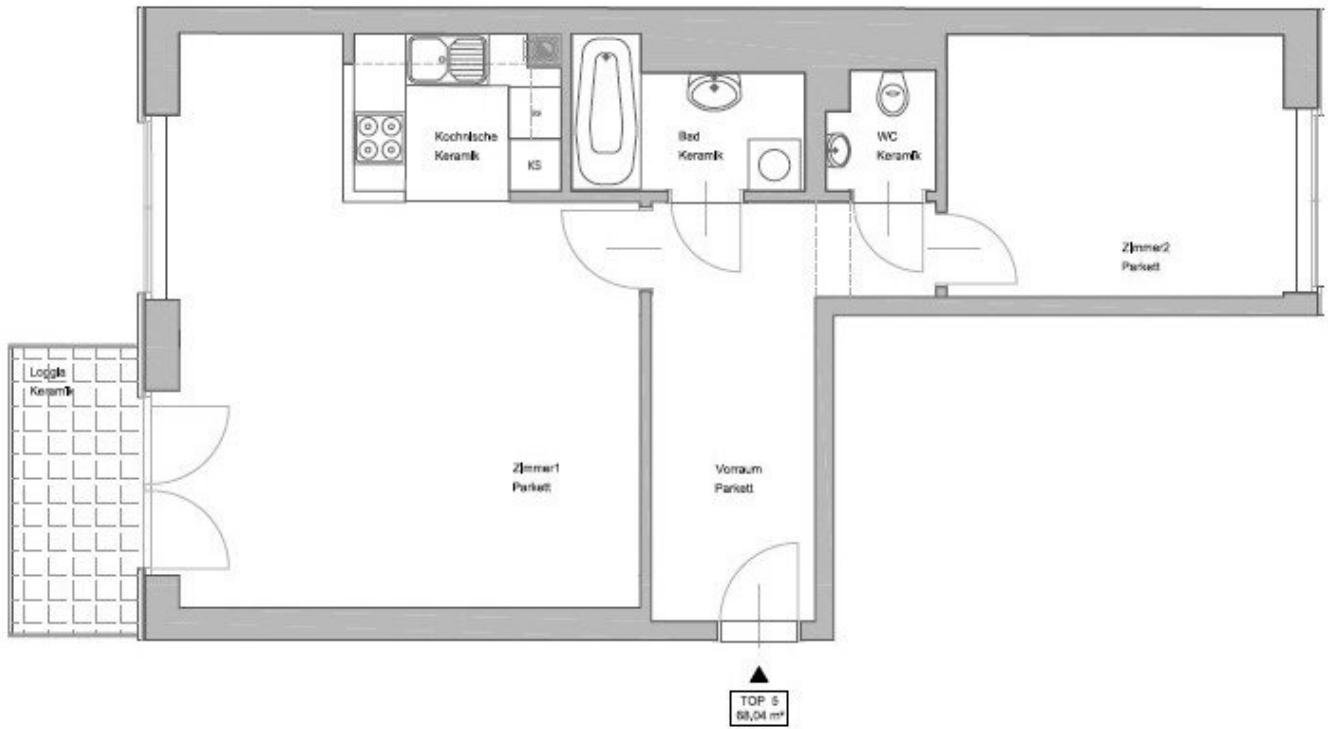 Kochnische
Keramik
KS
Bad
Keramik
WC
Keramik
Zimmer2
Parkett
Loggia
Keramik
Zimmer1
Parkett
Vorraum
Parkett
TOP 5
68,04 m²